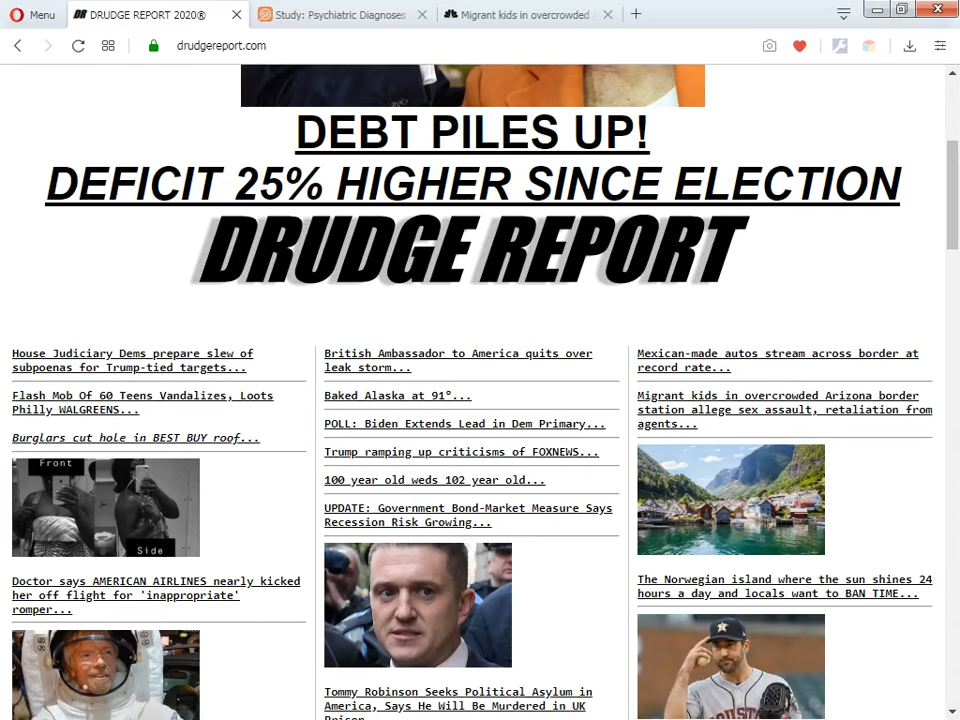 Menu
DR DRUDGE REPORT 2020®
Study: Psychiatric Diagnoses
Migrant kids in overcrowded
drudgereport.com
DEBT PILES UP!
DEFICIT 25% HIGHER SINCE ELECTION
DRUDGE REPORT
House Judiciary Dems prepare slew of
subpoenas for Trump-tied targets...
Flash Mob Of 60 Teens Vandalizes, Loots
Philly WALGREENS...
Burglars cut hole in BEST BUY roof...
Front
Side
Doctor says AMERICAN AIRLINES nearly kicked
her off flight for 'inappropriate'
romper...
British Ambassador to America quits over
leak storm...
Baked Alaska at 91°...
POLL: Biden Extends Lead in Dem Primary...
Trump ramping up criticisms of FOXNEWS...
100 year old weds 102 year old...
UPDATE: Government Bond-Market Measure Says
Recession Risk Growing...
Tommy Robinson Seeks Political Asylum in
America, Says He Will Be Murdered in UK
Prison
Mexican-made autos stream across border at
record rate...
Migrant kids in overcrowded Arizona border
station allege sex assault, retaliation from
agents...
The Norwegian island where the sun shines 24
hours a day and locals want to BAN TIME...
HOUSTON